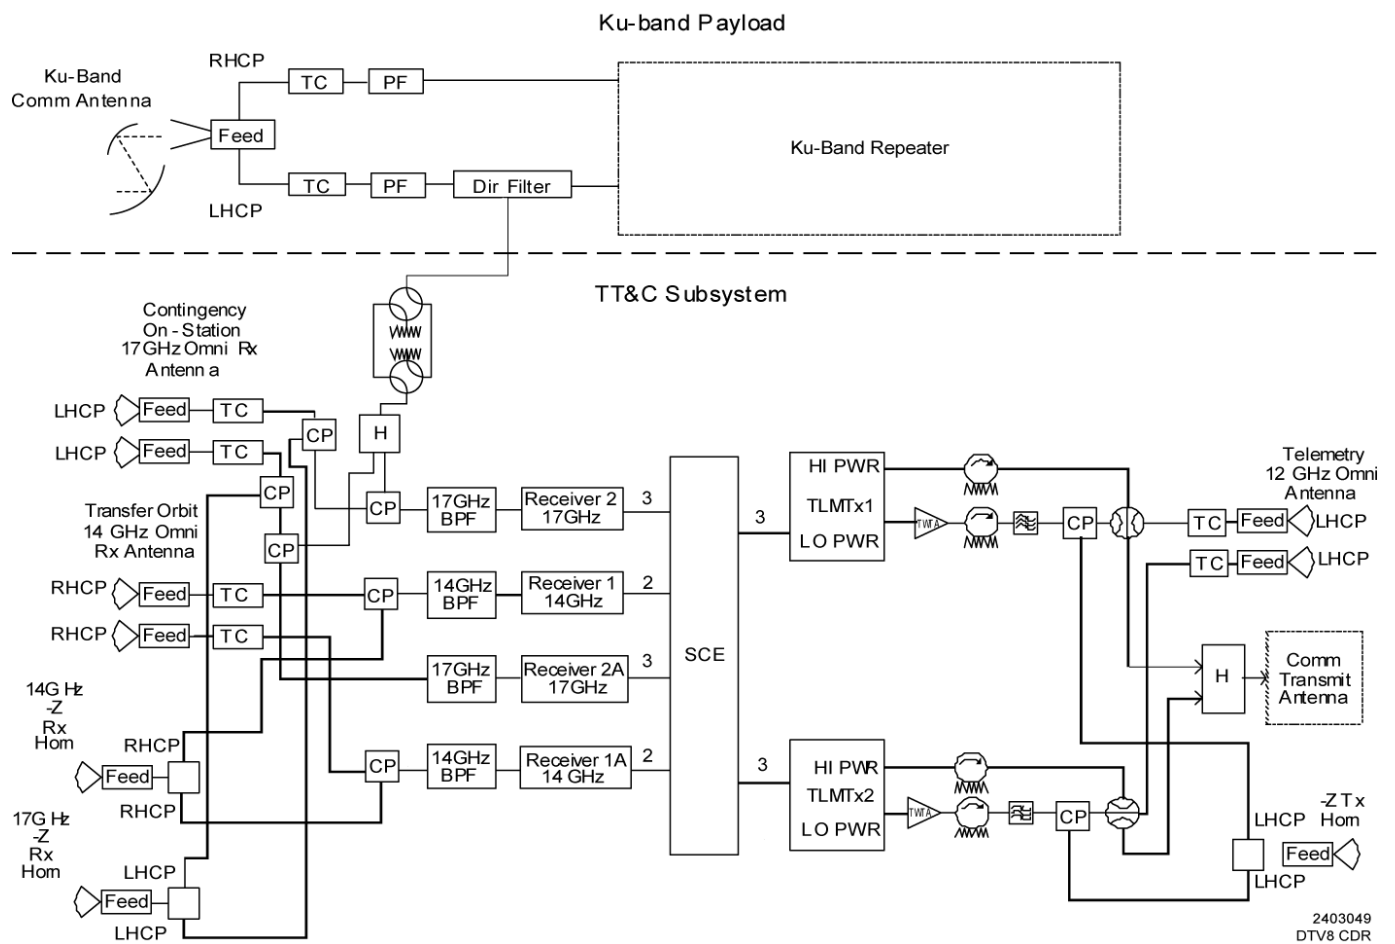 Ku-band Payload
Ku-Band
Comm Antenna
RHCP
TC
PF
Feed
Ku-Band Repeater
TC
PF
Dir Filter
LHCP
TT&C Subsystem
Contingency
On-Station
17GHz Omni Rx
Antenna
LHCP
Feed
TC
CP
H
LHCP
Feed
TC
CP
Transfer Orbit
14 GHz Omni
Rx Antenna
CP
CP
17GHz
BPF
Receiver 2
17GHz
3
RHCP
Feed
TC
CP
14GHz
BPF
Receiver 1
14GHz
2
RHCP
Feed
TC
17GHz
BPF
Receiver 2A
17GHz
3
14GHz
-Z
Rx
Horn
RHCP
Feed
RHCP
CP
14GHz
BPF
Receiver 1A
14 GHz
2
17GHz
-Z
Rx
Horn
LHCP
Feed
LHCP
SCE
3
HI PWR
TLMTx1
LO PWR
TWTA
CP
TC
Feed
LHCP
Telemetry
12 GHz Omni
Antenna
TC
Feed
LHCP
H
Comm
Transmit
Antenna
3
HI PWR
TLMTx2
LO PWR
TWTA
CP
LHCP
-Z Tx
Horn
Feed
LHCP
2403049
DTV8 CDR